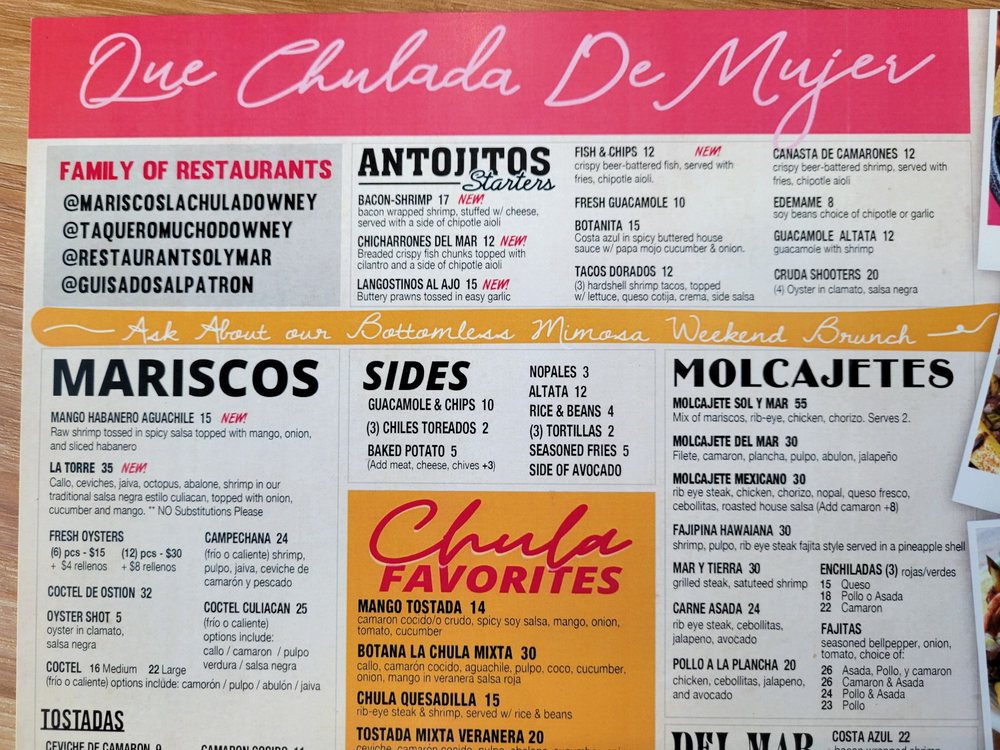 Que Chulada De Mujer
FAMILY OF RESTAURANTS
@MARISCOSLACHULADOWNEY
@TAQUEROMUCHODOWNEY
@RESTAURANTSOLYMAR
@GUISADOSALPATRON
ANTOJITOS
Starters
BACON-SHRIMP 17 NEW!
bacon wrapped shrimp, stuffed w/ cheese,
served with a side of chipotle aioli
CHICHARRONES DEL MAR 12 NEW!
Breaded crispy fish chunks topped with
cilantro and a side of chipotle aioli
LANGOSTINOS AL AJO 15 NEW!
Buttery prawns tossed in easy garlic
FISH & CHIPS 12 NEW!
crispy beer-battered fish, served with
fries, chipotle aioli.
FRESH GUACAMOLE 10
BOTANITA 15
Costa azul in spicy buttered house
sauce w/ papa mojo cucumber & onion.
TACOS DORADOS 12
(3) hardshell shrimp tacos, topped
w/ lettuce, queso cotija, crema, side salsa
CANASTA DE CAMARONES 12
crispy beer-battered shrimp, served with
fries, chipotle aioli
EDEMAME 8
soy beans choice of chipotle or garlic
GUACAMOLE ALTATA 12
guacamole with shrimp
CRUDA SHOOTERS 20
(4) Oyster in clamato, salsa negra
Ask About our Bottomless Mimosa Weekend Brunch
MARISCOS
MANGO HABANERO AGUACHILE 15 NEW!
Raw shrimp tossed in spicy salsa topped with mango, onion,
and sliced habanero
LA TORRE 35 NEW!
Callo, ceviches, jaiva, octopus, abalone, shrimp in our
traditional salsa negra estilo culiacan, topped with onion,
cucumber and mango. ** NO Substitutions Please
FRESH OYSTERS
(6) pcs - $15 (12) pcs - $30
+ $4 rellenos + $8 rellenos
COCTEL DE OSTION 32
OYSTER SHOT 5
oyster in clamato,
salsa negra
CAMPECHANA 24
(frio o caliente) shrimp,
pulpo, jaiva, ceviche de
camarón y pescado
COCTEL CULIACAN 25
(frío o caliente)
options include:
callo / camaron / pulpo
verdura / salsa negra
COCTEL 16 Medium 22 Large
(frío o caliente) options include: camorón / pulpo / abulón / jaiva
TOSTADAS
CEVICHE DE CAMARON 9
CAMARON COCIDO 11
SIDES
GUACAMOLE & CHIPS 10
(3) CHILES TOREADOS 2
BAKED POTATO 5
(Add meat, cheese, chives +3)
NOPALES 3
ALTATA 12
RICE & BEANS 4
(3) TORTILLAS 2
SEASONED FRIES 5
SIDE OF AVOCADO
Chula
FAVORITES
MANGO TOSTADA 14
camaron cocido/o crudo, spicy soy salsa, mango, onion,
tomato, cucumber
BOTANA LA CHULA MIXTA 30
callo, camarón cocido, aguachile, pulpo, coco, cucumber,
onion, mango in veranera salsa roja
CHULA QUESADILLA 15
rib-eye steak & shrimp, served w/ rice & beans
TOSTADA MIXTA VERANERA 20
MOLCAJETES
MOLCAJETE SOL Y MAR 55
Mix of mariscos, rib-eye, chicken, chorizo. Serves 2.
MOLCAJETE DEL MAR 30
Filete, camaron, plancha, pulpo, abulon, jalapeño
MOLCAJETE MEXICANO 30
rib eye steak, chicken, chorizo, nopal, queso fresco,
cebollitas, roasted house salsa (Add camaron +8)
FAJIPINA HAWAIANA 30
shrimp, pulpo, rib eye steak fajita style served in a pineapple shell
MAR Y TIERRA 30
grilled steak, satuteed shrimp
CARNE ASADA 24
rib eye steak, cebollitas,
jalapeno, avocado
POLLO A LA PLANCHA 20
chicken, cebollitas, jalapeno,
and avocado
ENCHILADAS (3) rojas/verdes
15 Queso
18 Pollo o Asada
22 Camaron
FAJITAS
seasoned bellpepper, onion,
tomato, choice of:
26 Asada, Pollo, y camaron
26 Camaron & Asada
24 Pollo & Asada
23 Pollo
DEL MAR
COSTA AZUL 22